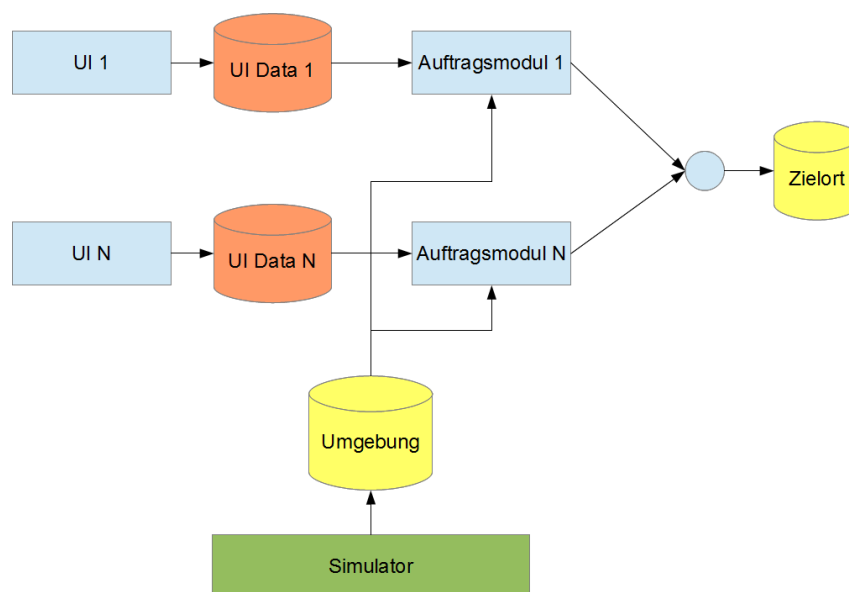 UI 1
UI Data 1
Auftragsmodul 1
Zielort
UI N
UI Data N
Auftragsmodul N
Umgebung
Simulator